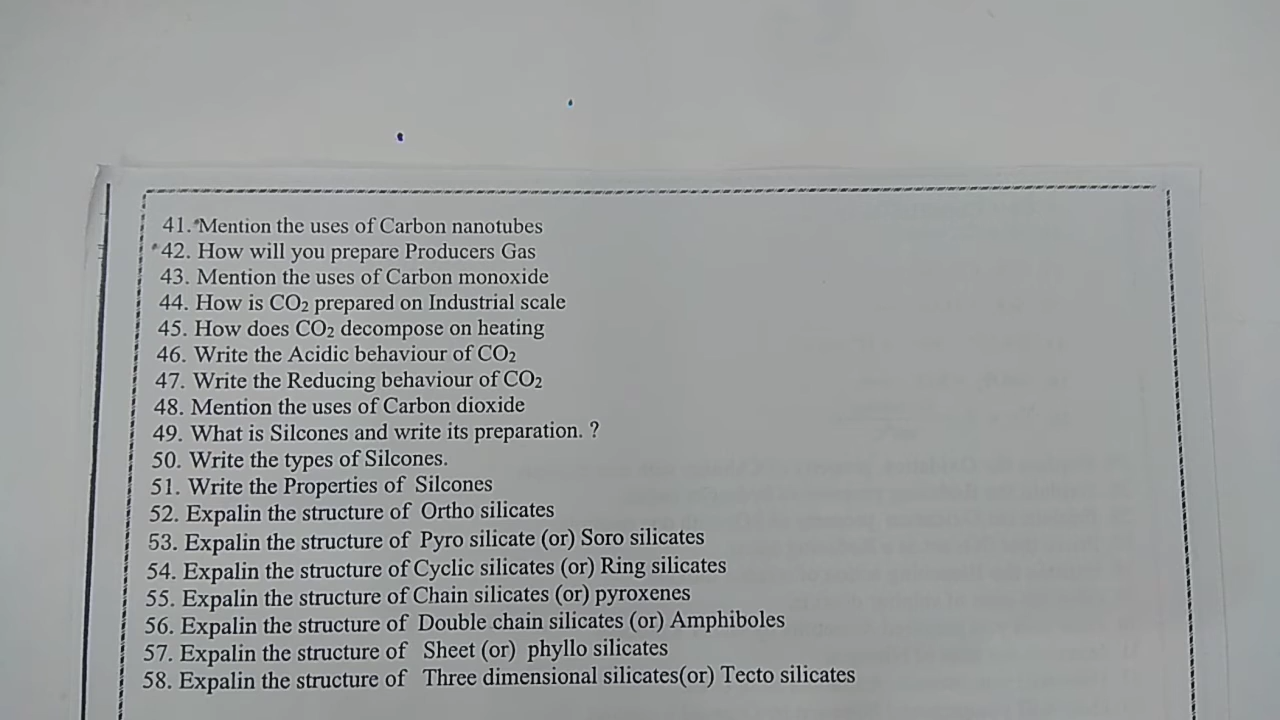 41. Mention the uses of Carbon nanotubes
42. How will you prepare Producers Gas
43. Mention the uses of Carbon monoxide
44. How is CO₂ prepared on Industrial scale
45. How does CO₂ decompose on heating
46. Write the Acidic behaviour of CO₂
47. Write the Reducing behaviour of CO₂
48. Mention the uses of Carbon dioxide
49. What is Silcones and write its preparation. ?
50. Write the types of Silcones.
51. Write the Properties of Silcones
52. Expalin the structure of Ortho silicates
53. Expalin the structure of Pyro silicate (or) Soro silicates
54. Expalin the structure of Cyclic silicates (or) Ring silicates
55. Expalin the structure of Chain silicates (or) pyroxenes
56. Expalin the structure of Double chain silicates (or) Amphiboles
57. Expalin the structure of Sheet (or) phyllo silicates
58. Expalin the structure of Three dimensional silicates(or) Tecto silicates